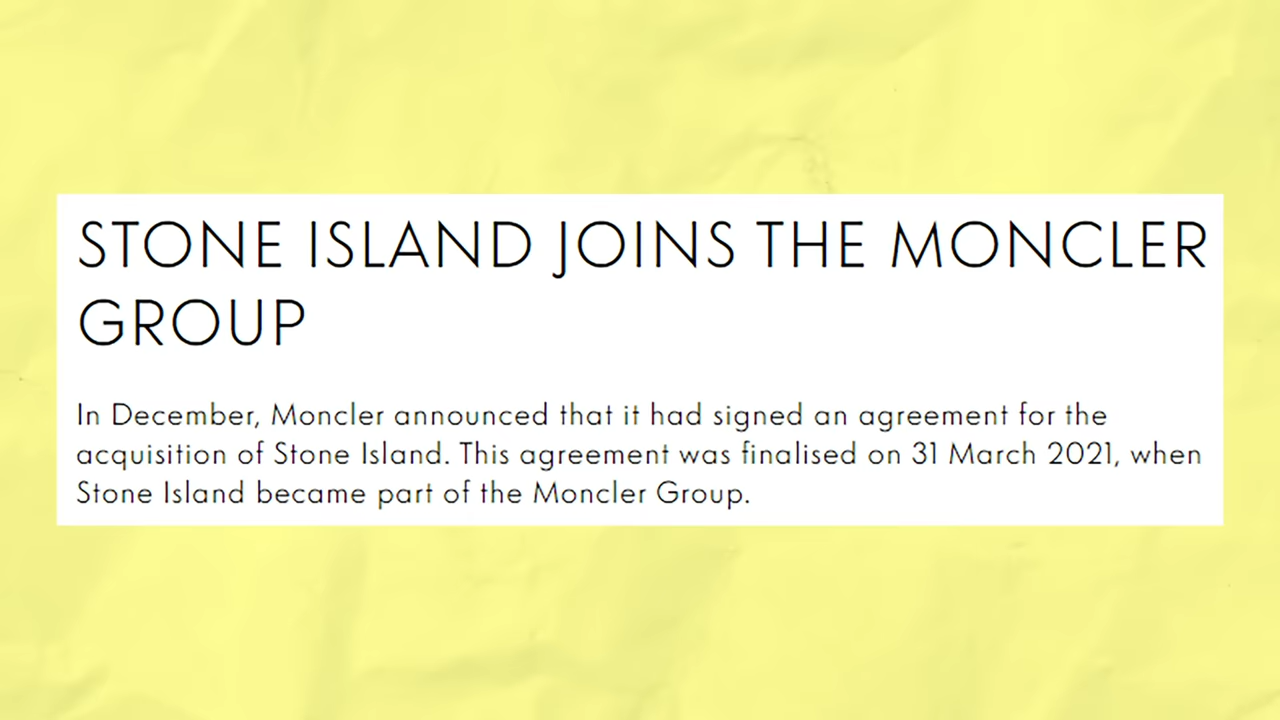 STONE ISLAND JOINS THE MONCLER
GROUP
In December, Moncler announced that it had signed an agreement for the
acquisition of Stone Island. This agreement was finalised on 31 March 2021, when
Stone Island became part of the Moncler Group.